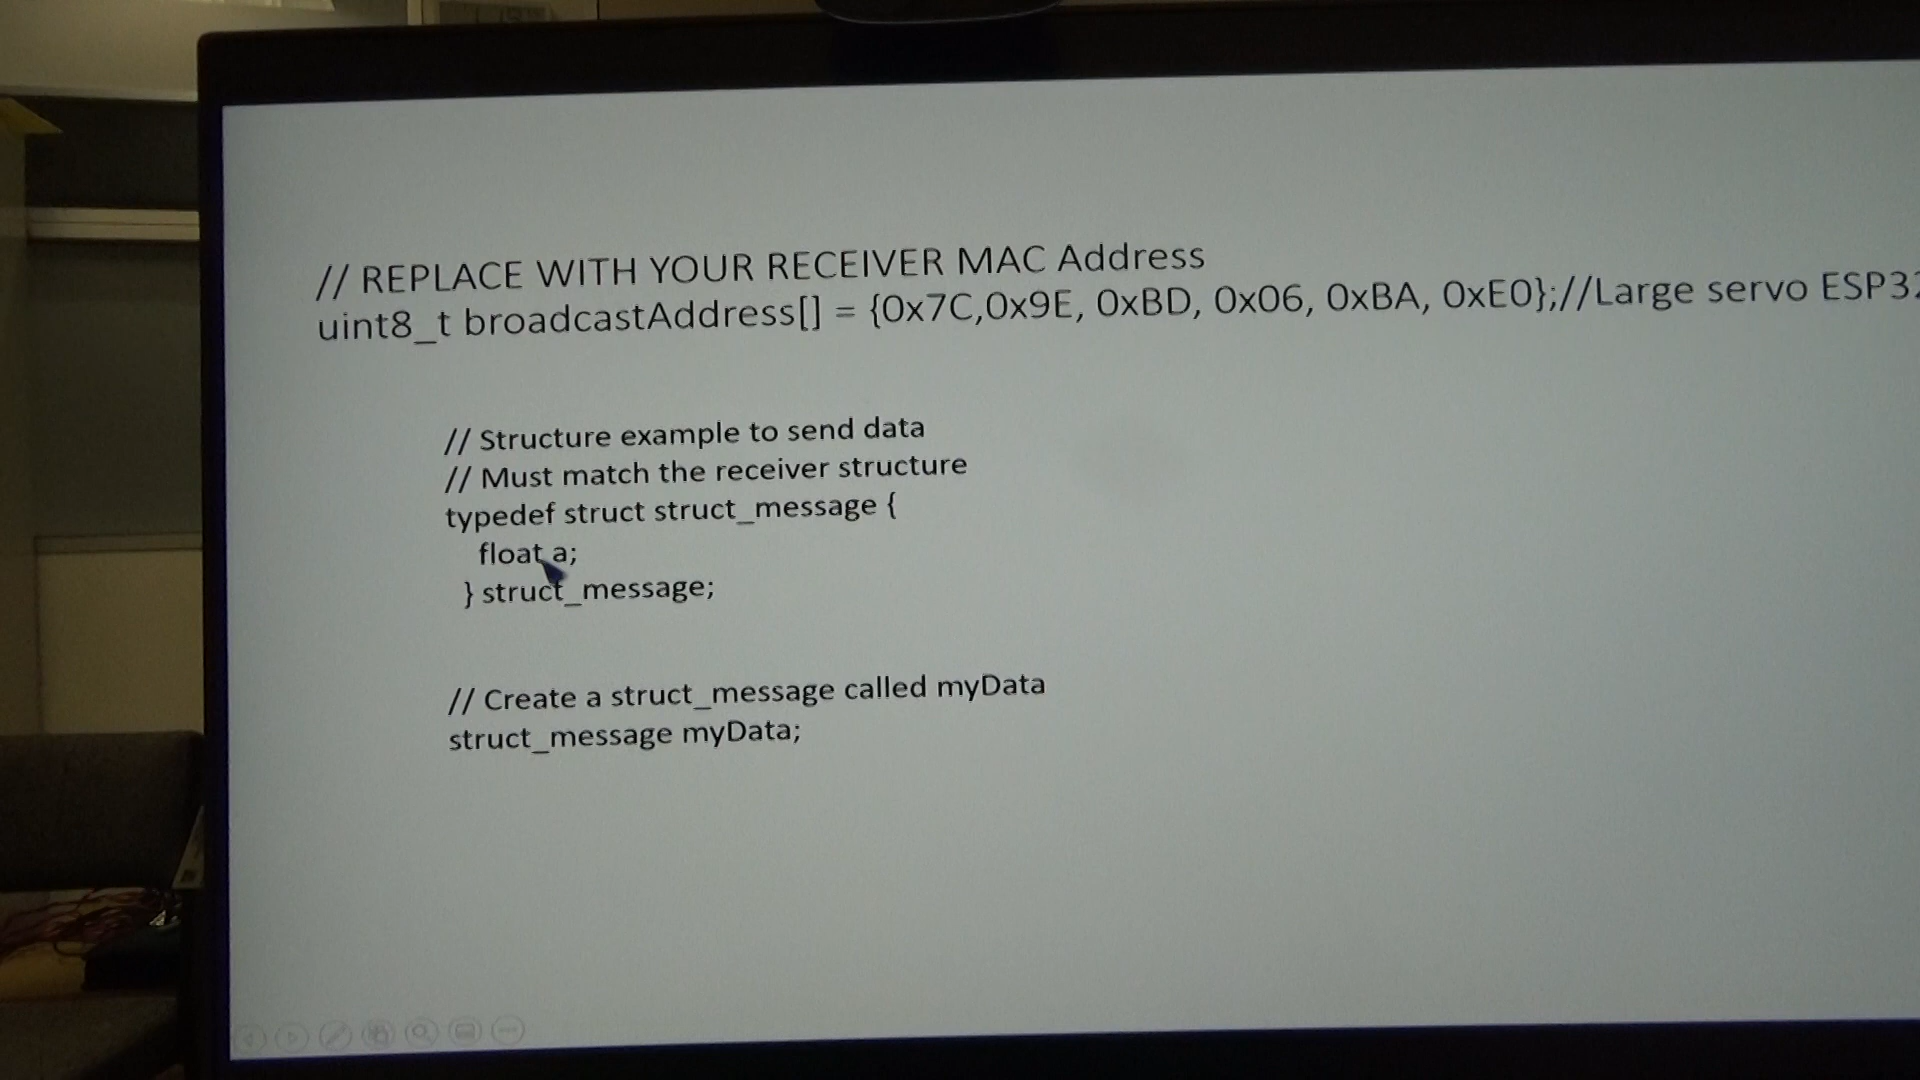 // REPLACE WITH YOUR RECEIVER MAC Address
uint8_t broadcastAddress[] = {0x7C,0x9E, 0xBD, 0x06, 0xBA, 0xE0};//Large servo ESP32
// Structure example to send data
// Must match the receiver structure
typedef struct struct_message {
float a;
} struct_message;
// Create a struct_message called myData
struct_message myData;